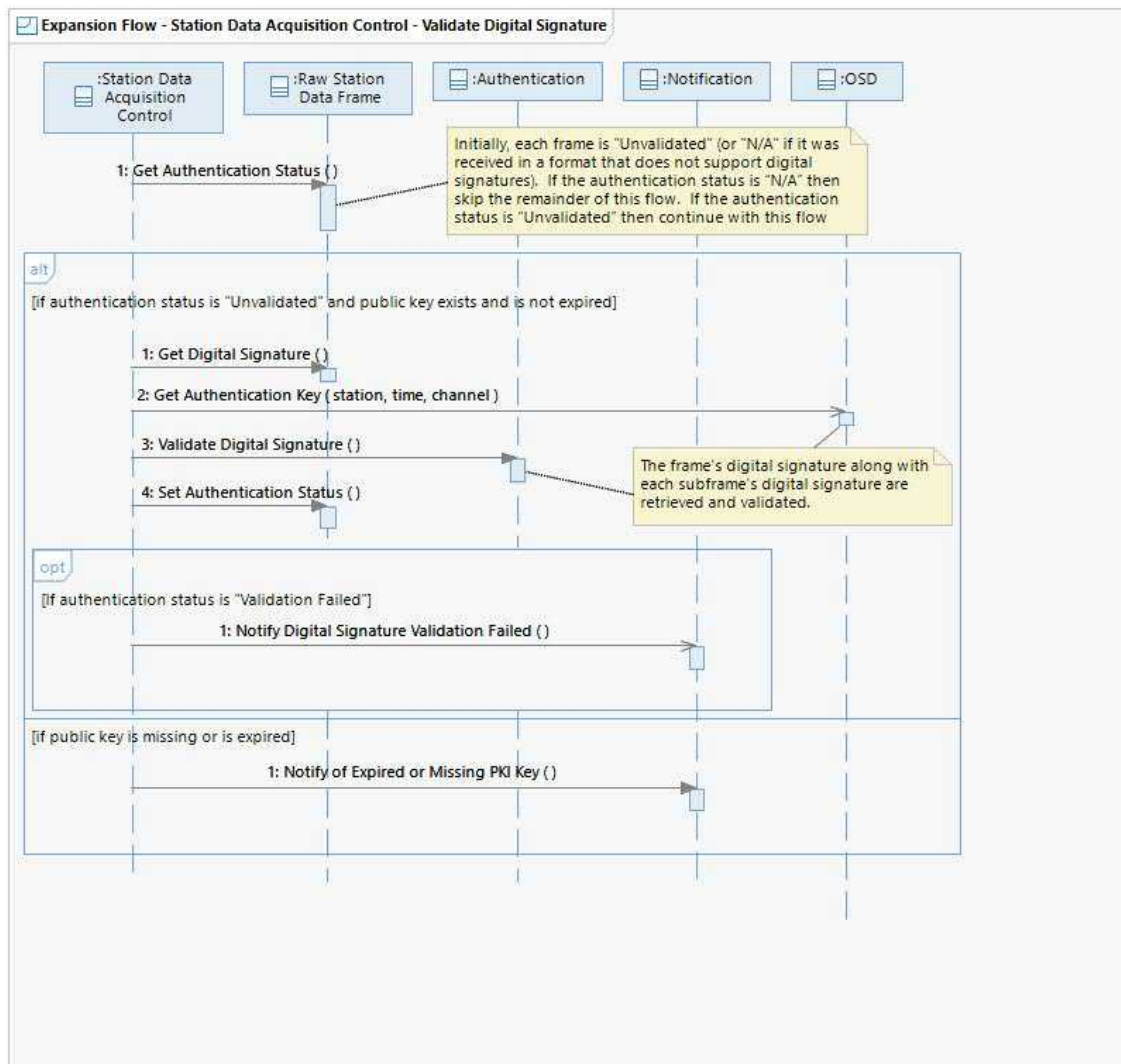 Expansion Flow - Station Data Acquisition Control - Validate Digital Signature
:Station Data
Acquisition
Control
:Raw Station
Data Frame
:Authentication
:Notification
:OSD
Initially, each frame is "Unvalidated" (or "N/A" if it was
received in a format that does not support digital
signatures). If the authentication status is "N/A" then
skip the remainder of this flow. If the authentication
status is "Unvalidated" then continue with this flow
1: Get Authentication Status ( )
alt
[if authentication status is "Unvalidated" and public key exists and is not expired]
1: Get Digital Signature ( )
2: Get Authentication Key ( station, time, channel )
3: Validate Digital Signature ( )
The frame's digital signature along with
each subframe's digital signature are
retrieved and validated.
4: Set Authentication Status ( )
opt
[If authentication status is "Validation Failed"]
1: Notify Digital Signature Validation Failed ( )
[if public key is missing or is expired]
1: Notify of Expired or Missing PKI Key ( )